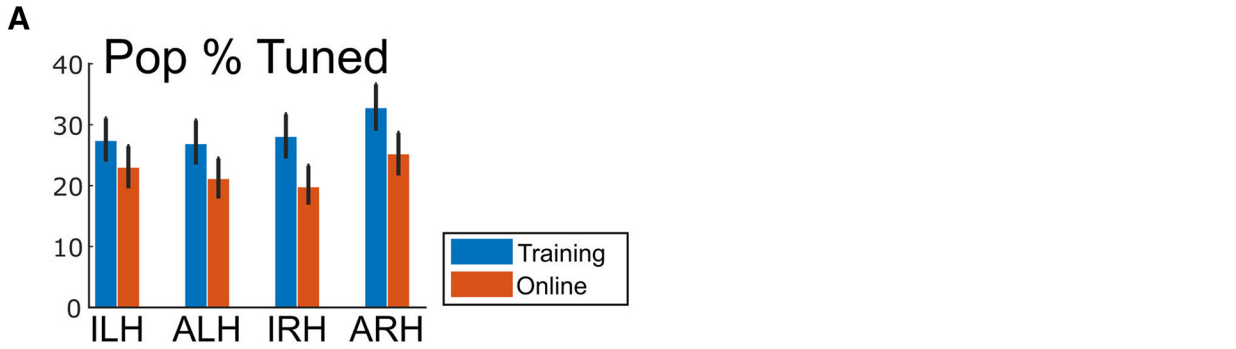 A
Pop % Tuned
40
30
20
10
0
ILH ALH IRH ARH
Training
Online